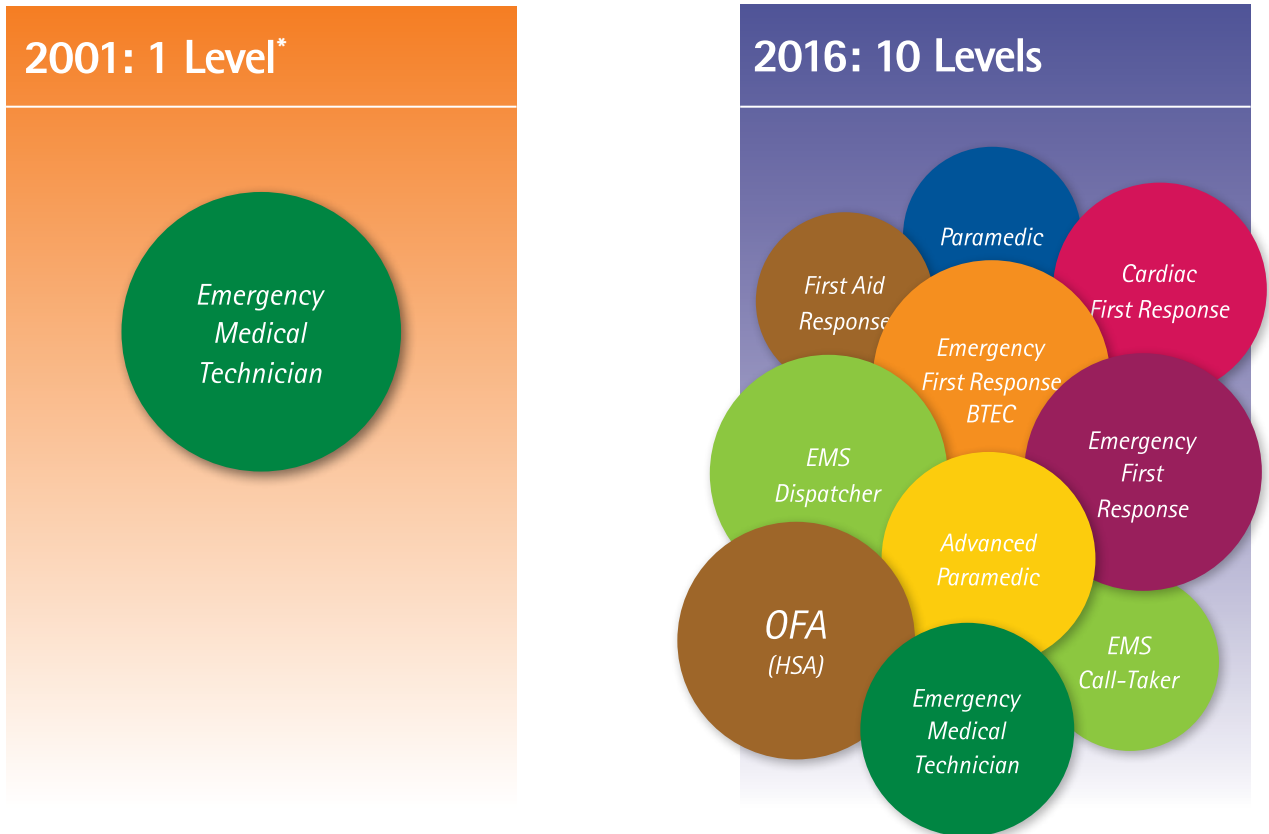 2001: 1 Level*
Emergency
Medical
Technician
2016: 10 Levels
Paramedic
First Aid
Response
Cardiac
First Response
Emergency
First Response
BTEC
EMS
Dispatcher
Emergency
First
Response
Advanced
Paramedic
OFA
(HSA)
EMS
Call-Taker
Emergency
Medical
Technician